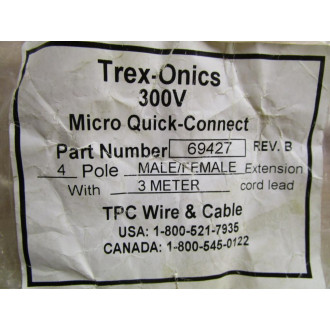 Trex-Onics
300V
Micro Quick-Connect
Part Number 69427 REV. B
4 Pole MALE/FEMALE Extension
With 3 METER cord lead
TPC Wire & Cable
USA: 1-800-521-7935
CANADA: 1-800-545-0122